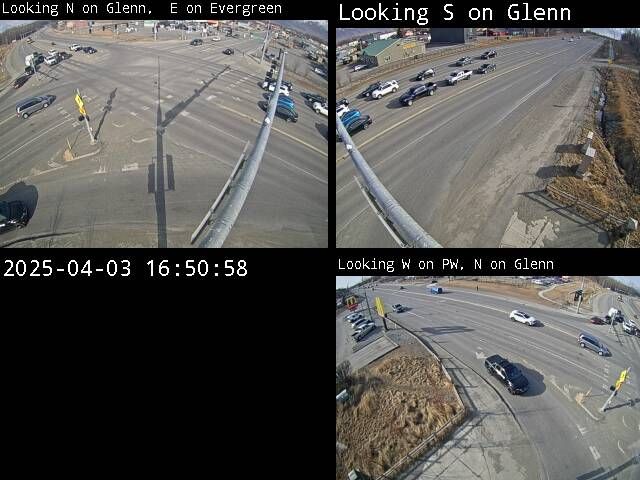 Looking N on Glenn,  E on Evergreen
Looking S on Glenn
2025-04-03 16:50:58
Looking W on PW, N on Glenn